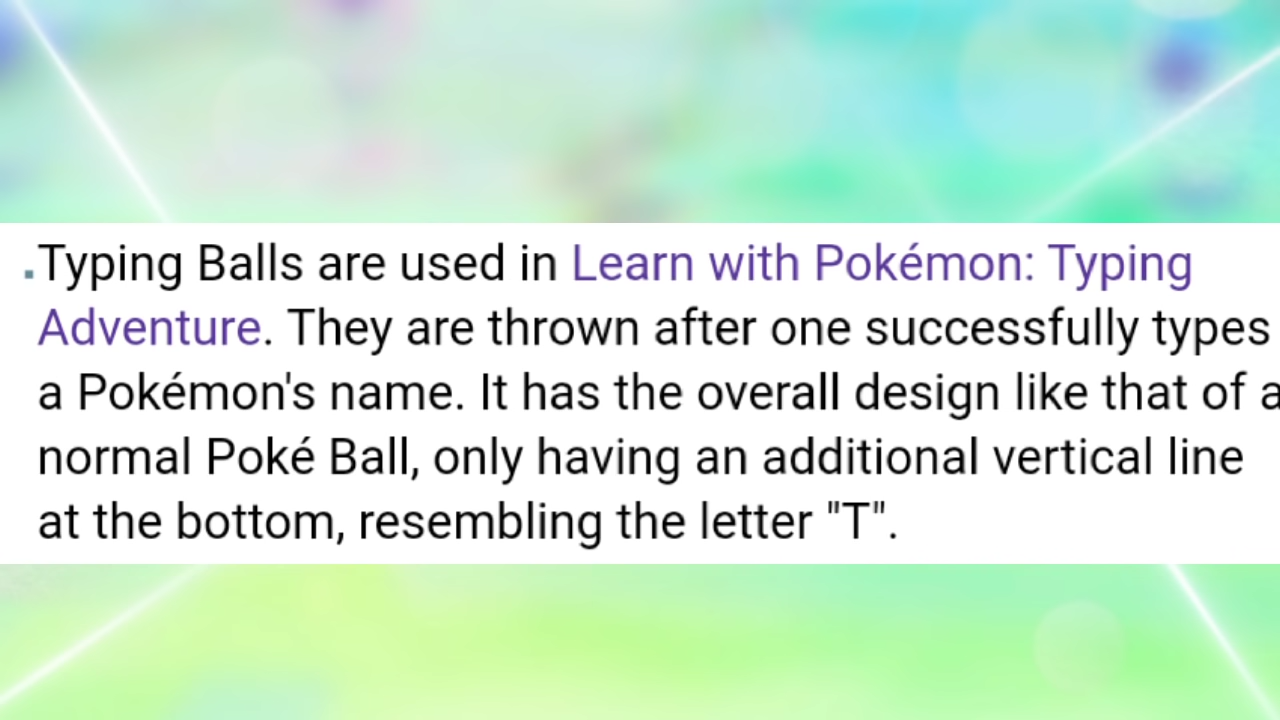 Typing Balls are used in Learn with Pokémon: Typing
Adventure. They are thrown after one successfully types
a Pokémon's name. It has the overall design like that of a
normal Poké Ball, only having an additional vertical line
at the bottom, resembling the letter "T".